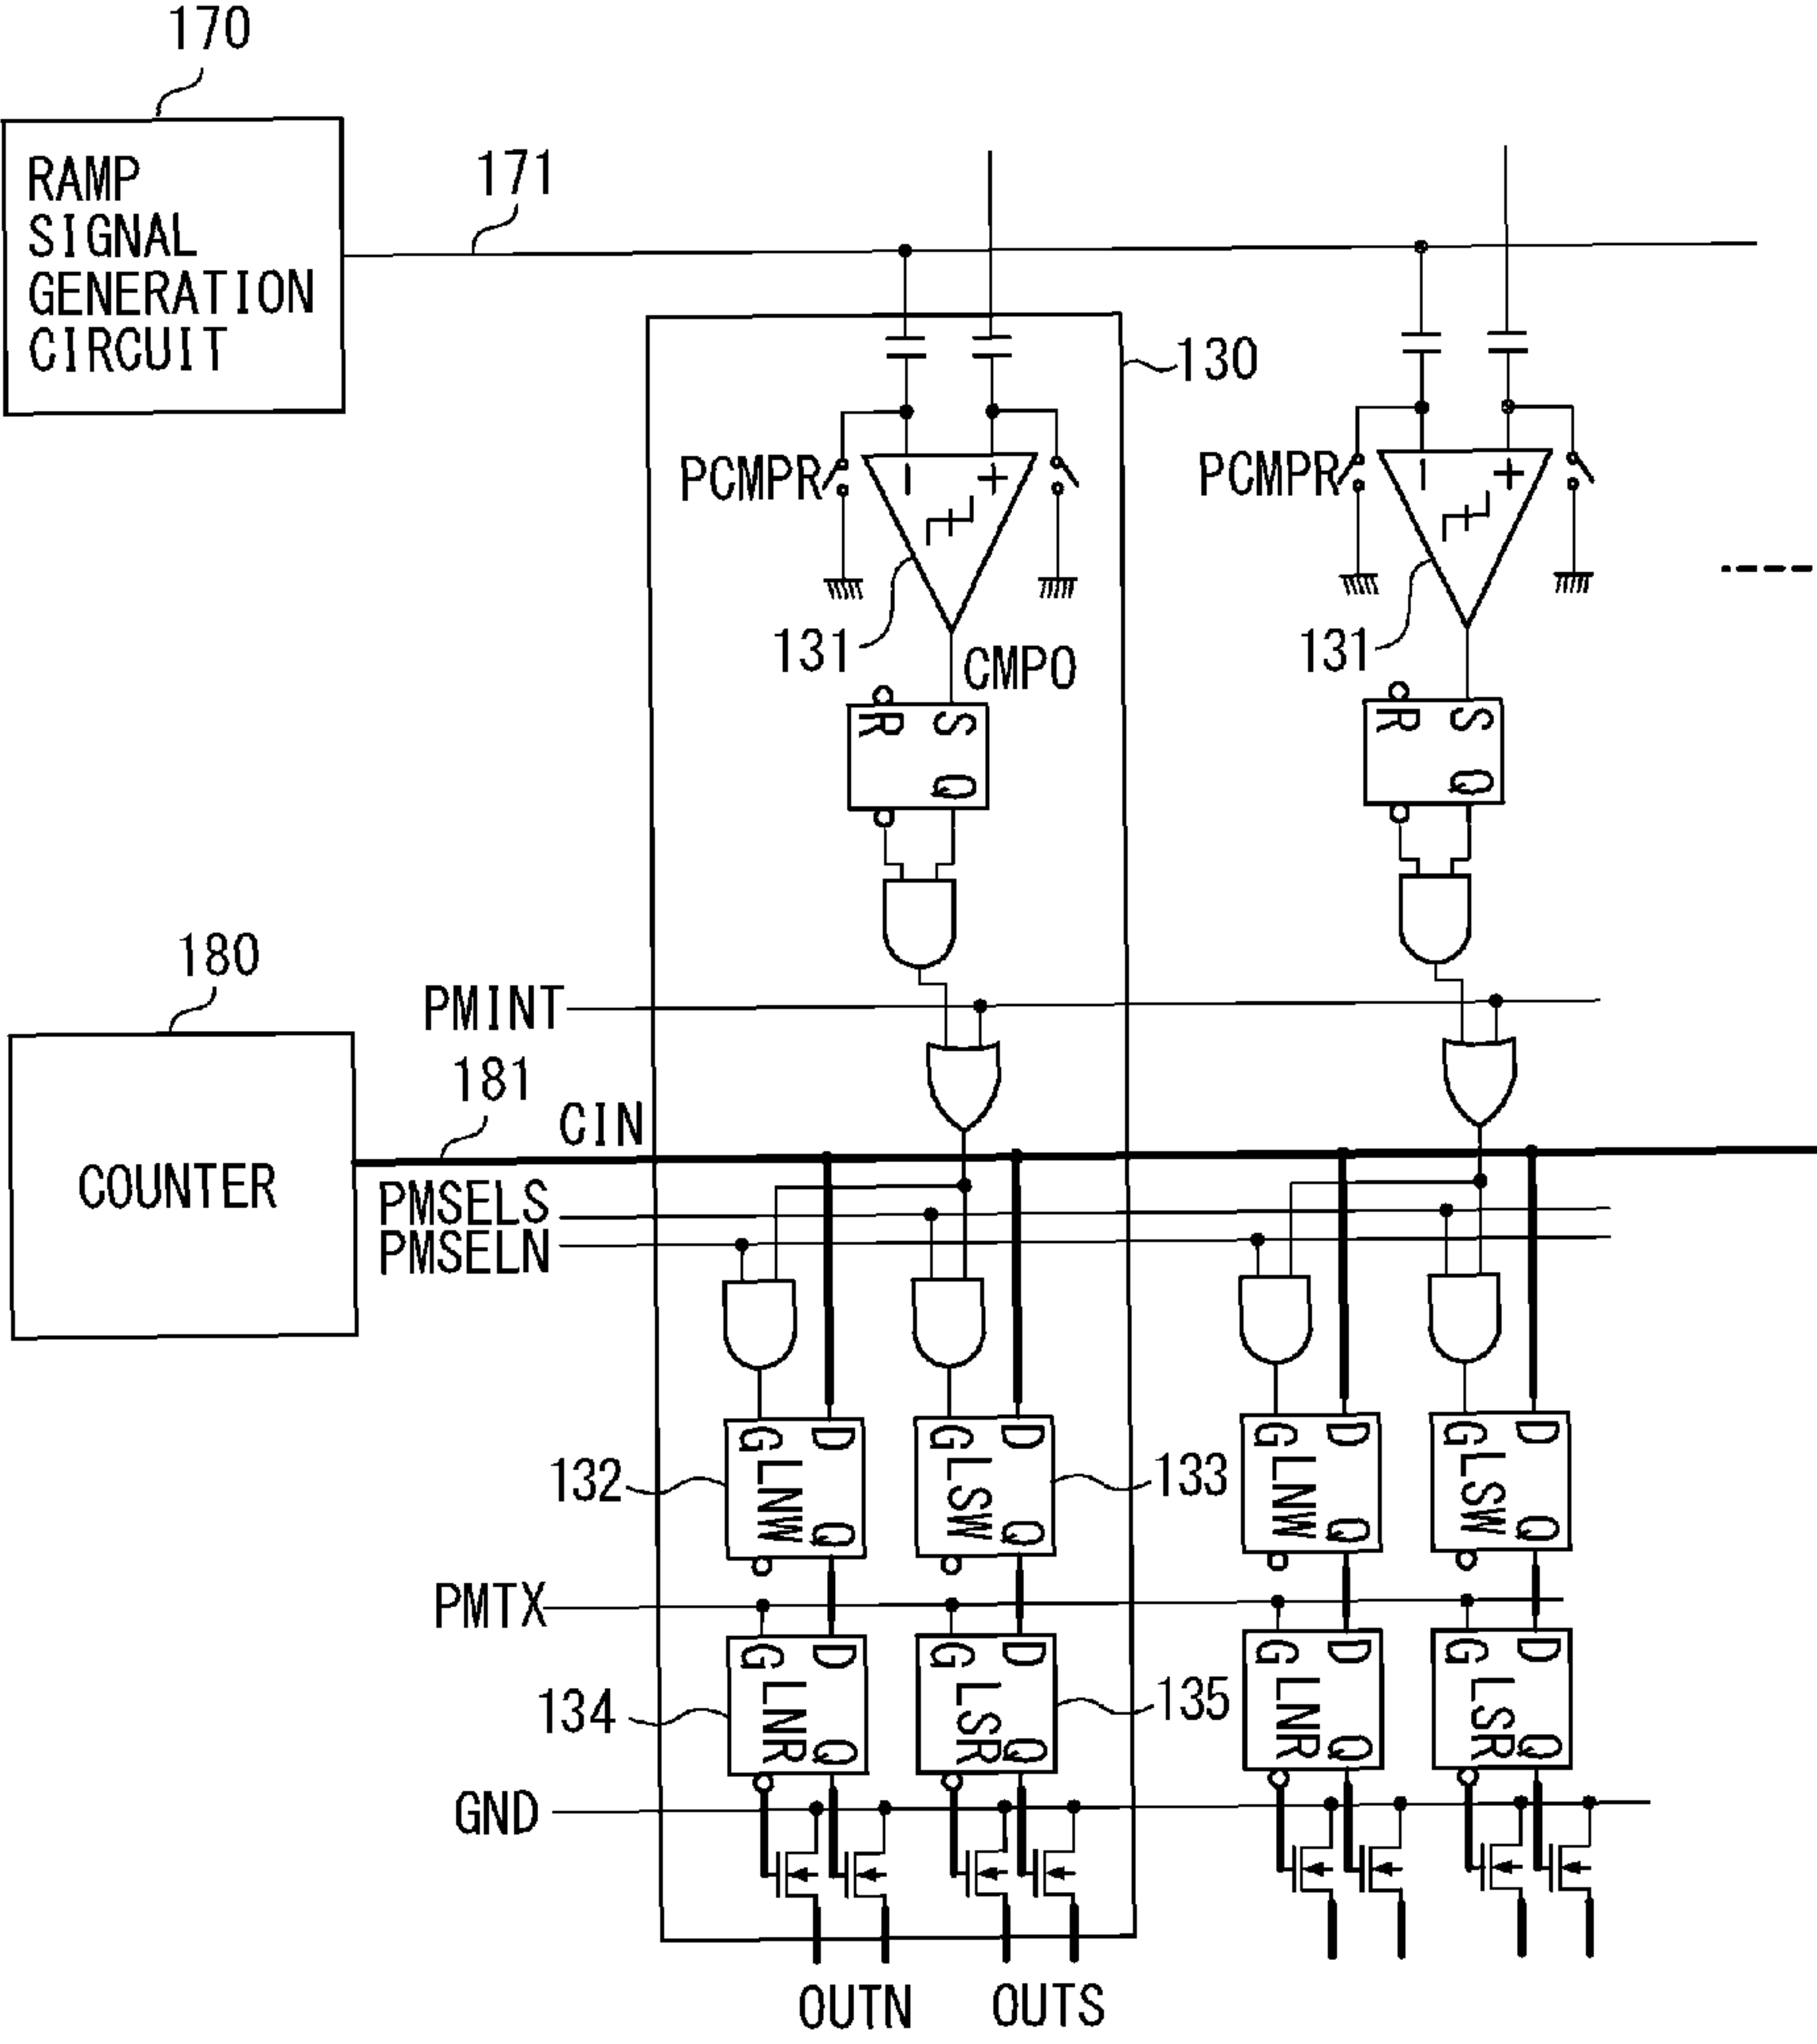 170
RAMP
SIGNAL
GENERATION
CIRCUIT
171
130
PCMPR
−
+
PCMPR
−
+
131
CMPO
131
R S
Q
R S
Q
180
PMINT
181
CIN
COUNTER
PMSELS
PMSELN
132
G D
LNW
Q
G D
LSW
Q
133
G D
LNW
Q
G D
LSW
Q
PMTX
134
G D
LNR
Q
G D
LSR
Q
135
G D
LNR
Q
G D
LSR
Q
GND
OUTN
OUTS